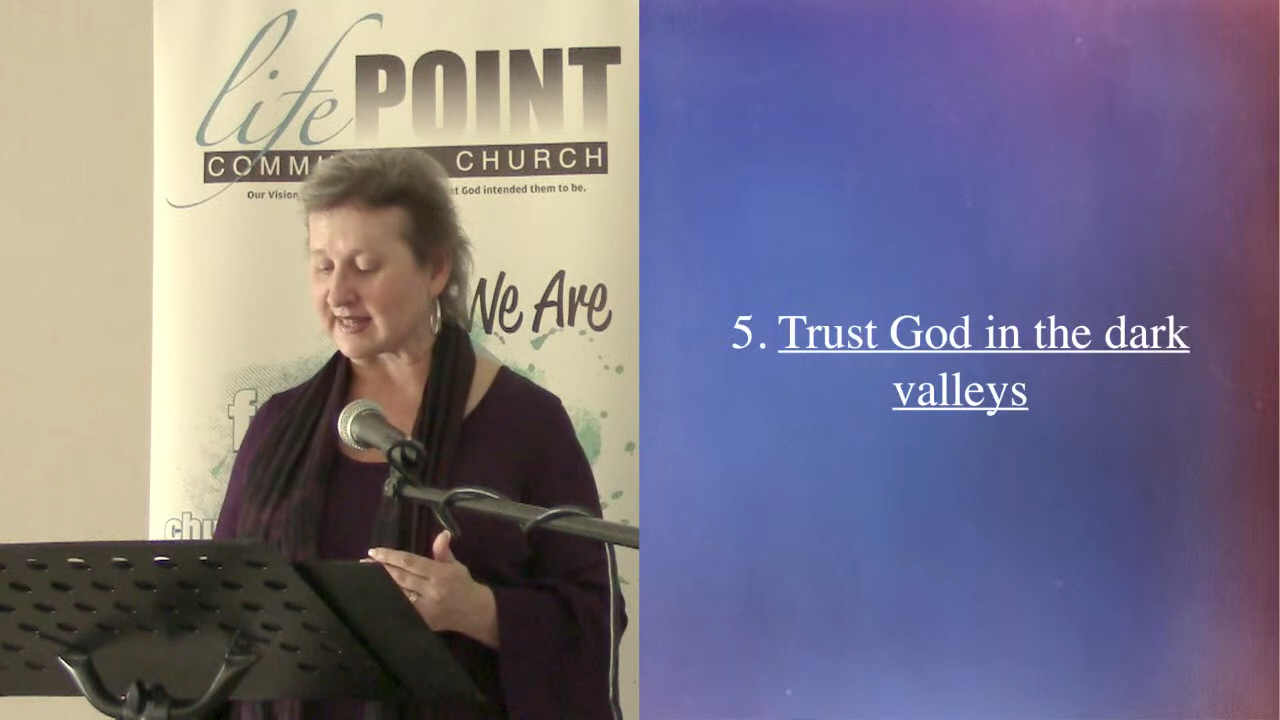 life POINT
CHURCH
Our Vision
God intended them to be.
We Are
5. Trust God in the dark
valleys